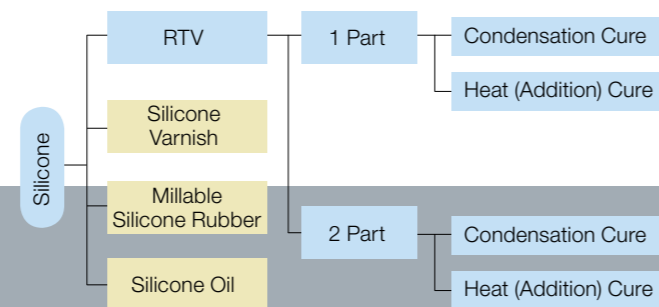 Silicone
RTV
Silicone
Varnish
Millable
Silicone Rubber
Silicone Oil
1 Part
Condensation Cure
Heat (Addition) Cure
2 Part
Condensation Cure
Heat (Addition) Cure